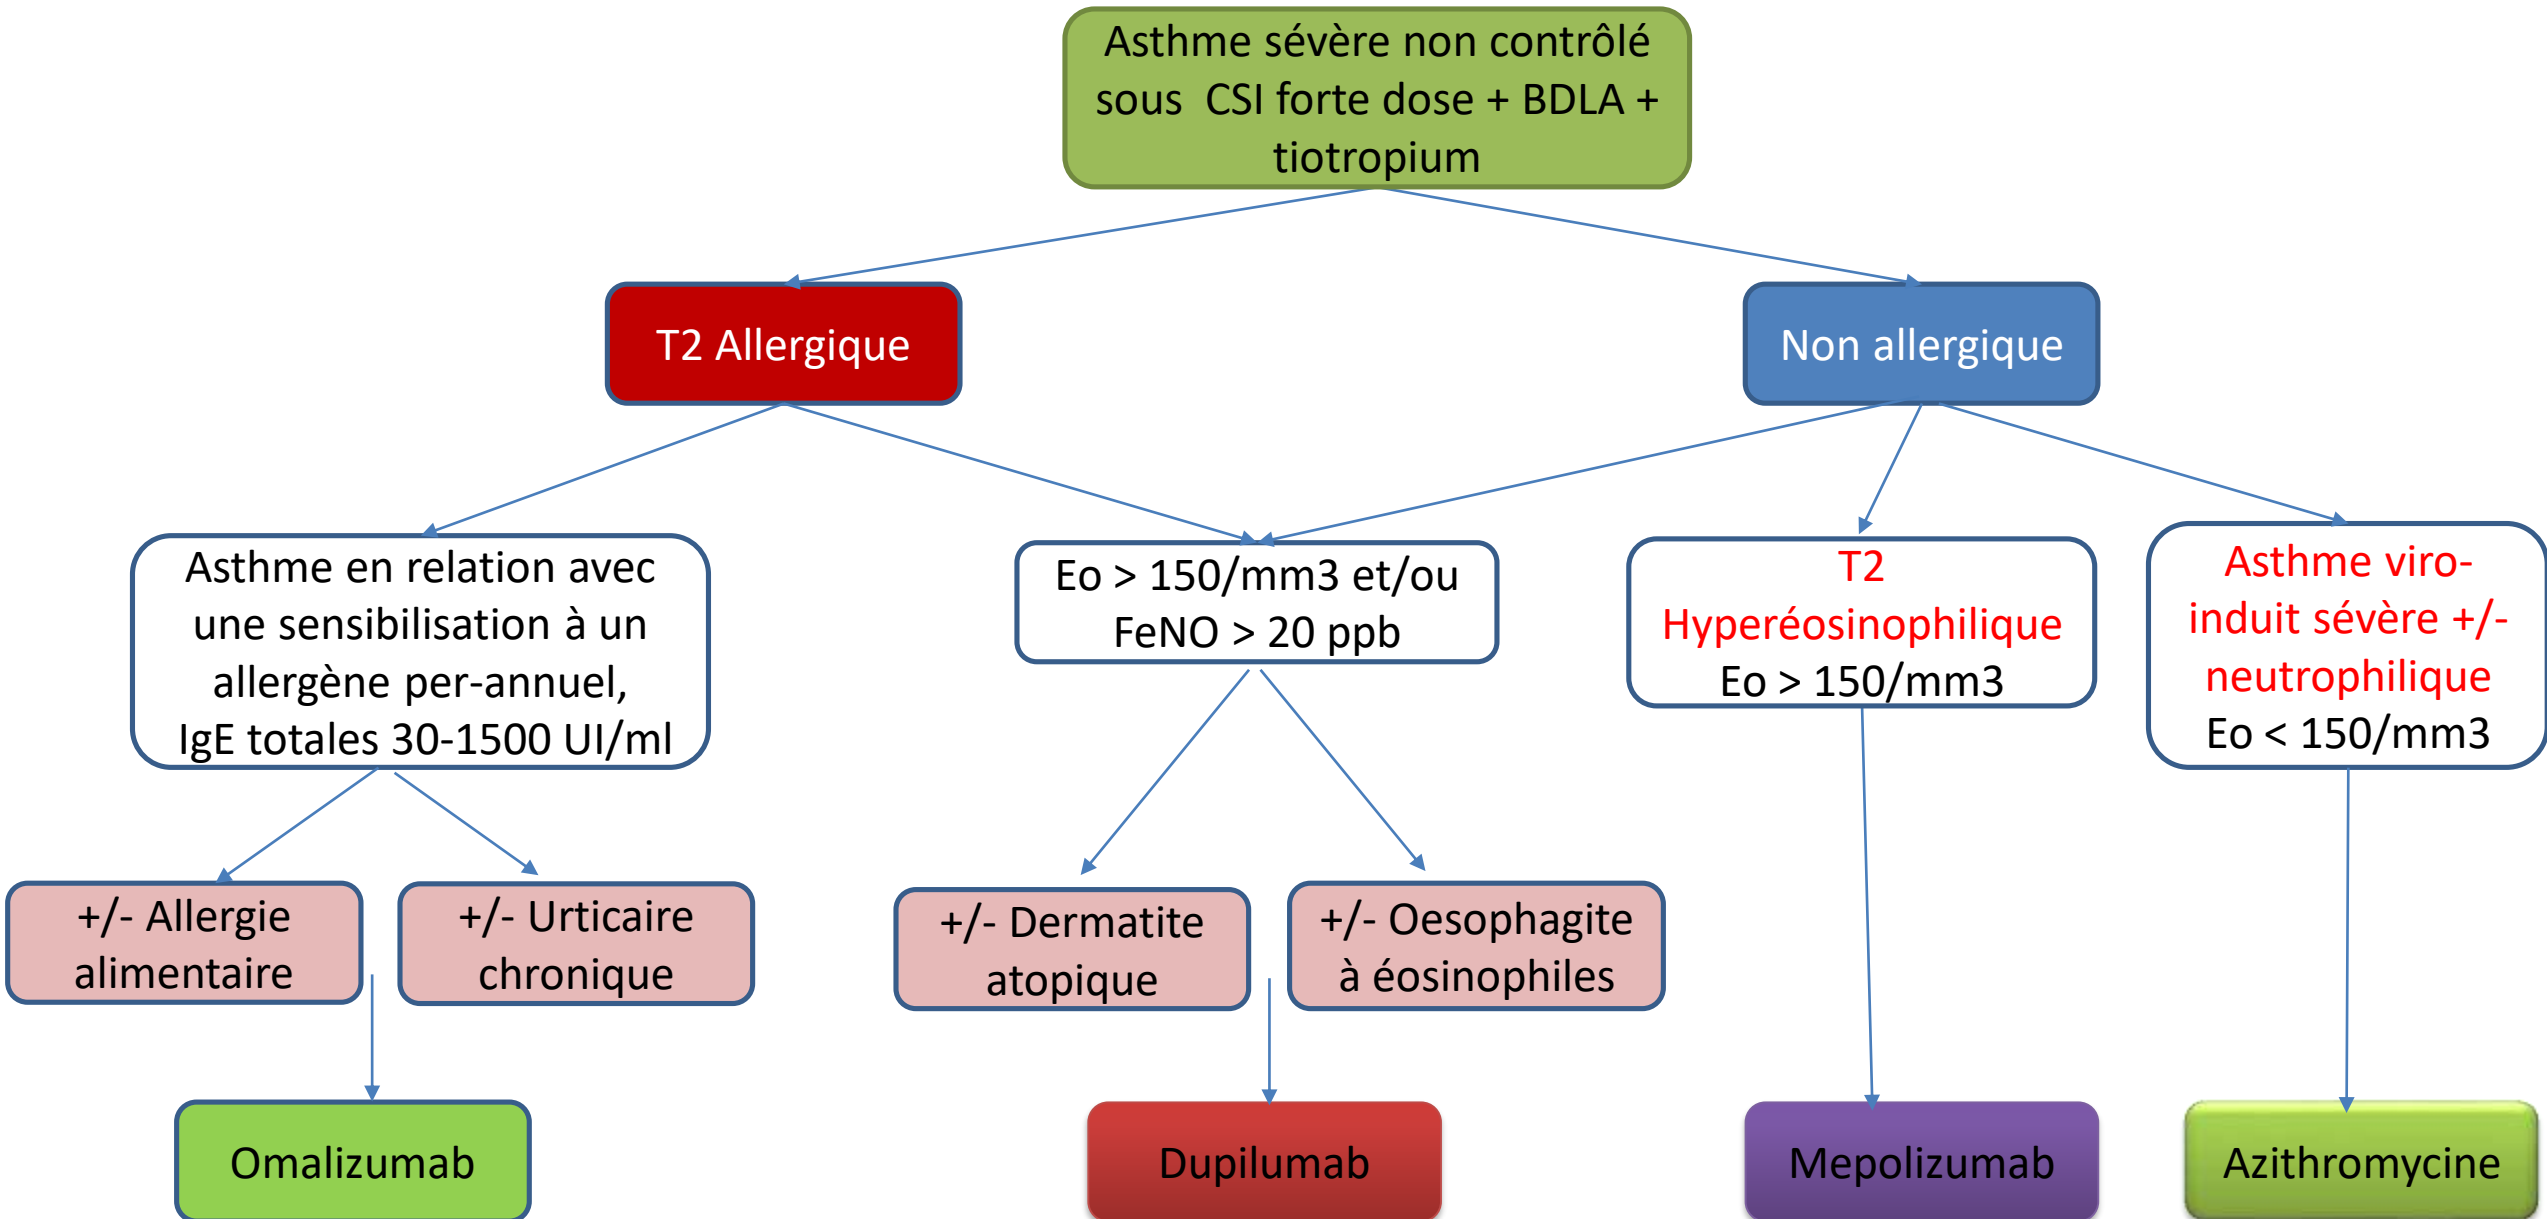 Asthme sévère non contrôlé
sous CSI forte dose + BDLA +
tiotropium
T2 Allergique
Non allergique
Asthme en relation avec
une sensibilisation à un
allergène per-annuel,
IgE totales 30-1500 UI/ml
Eo > 150/mm3 et/ou
FeNO > 20 ppb
T2
Hyperéosinophilique
Eo > 150/mm3
Asthme viro-
induit sévère +/-
neutrophilique
Eo < 150/mm3
+/- Allergie
alimentaire
+/- Urticaire
chronique
+/- Dermatite
atopique
+/- Oesophagite
à éosinophiles
Omalizumab
Dupilumab
Mepolizumab
Azithromycine